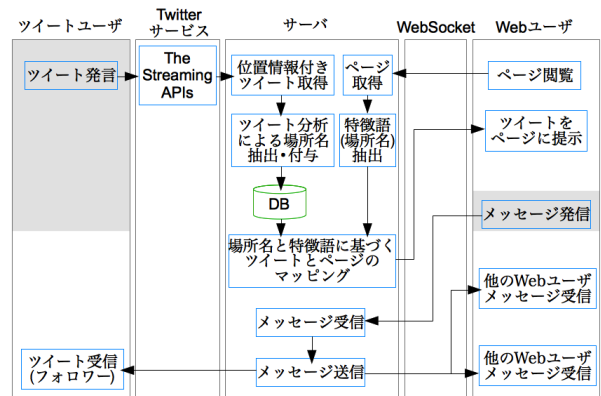 ツイートユーザ
Twitter
サービス
サーバ
WebSocket
Webユーザ
ツイート発言
The
Streaming
APIs
位置情報付き
ツイート取得
ページ
取得
ページ閲覧
ツイート分析
による場所名
抽出・付与
特徴語
(場所名)
抽出
ツイートを
ページに提示
DB
メッセージ発信
場所名と特徴語に基づく
ツイートとページの
マッピング
他のWebユーザ
メッセージ受信
メッセージ受信
ツイート受信
(フォロワー)
メッセージ送信
他のWebユーザ
メッセージ受信